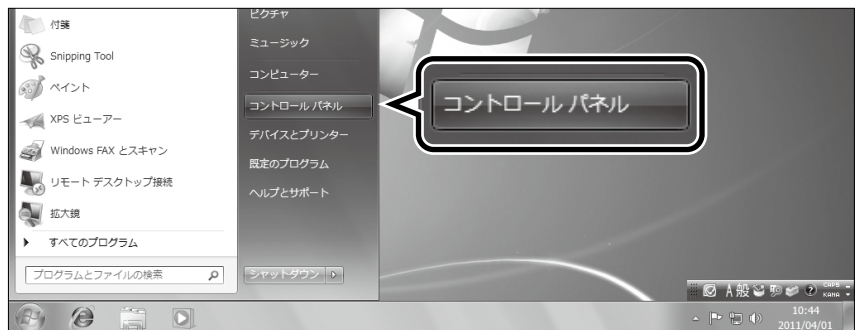 付箋
Snipping Tool
ペイント
XPS ビューアー
Windows FAX とスキャン
リモート デスクトップ接続
拡大鏡
すべてのプログラム
プログラムとファイルの検索
ピクチャ
ミュージック
コンピューター
コントロール パネル
デバイスとプリンター
既定のプログラム
ヘルプとサポート
シャットダウン
コントロール パネル
A 般 CAPS
KANA
10:44
2011/04/01